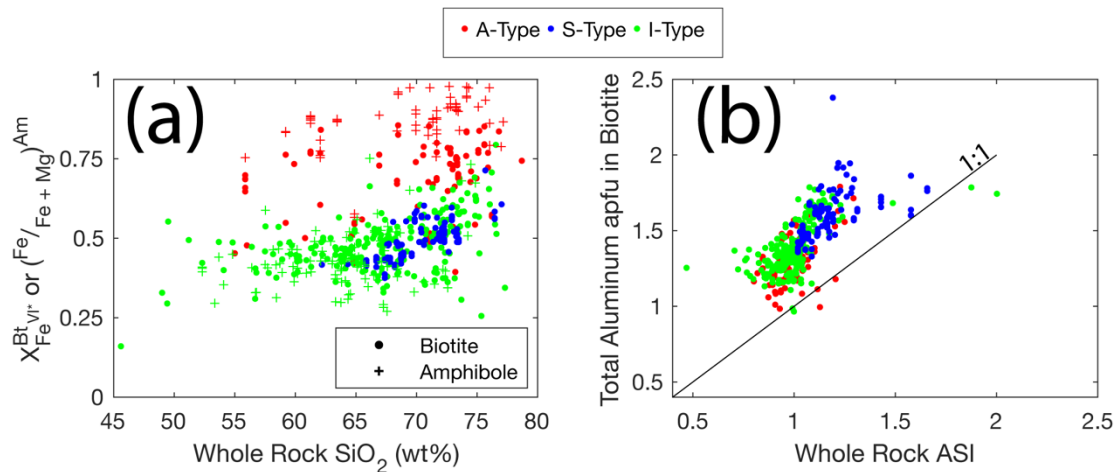 A-Type S-Type I-Type
(a)
1
0.75
0.5
0.25
0
X^Bt_Fe^VI* or (Fe/Fe + Mg)^Am
Biotite
Amphibole
45 50 55 60 65 70 75 80
Whole Rock SiO₂ (wt%)
(b)
2.5
2
1.5
1
0.5
Total Aluminum apfu in Biotite
1:1
0.5 1 1.5 2 2.5
Whole Rock ASI